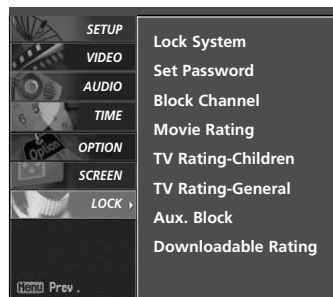 SETUP
VIDEO
AUDIO
TIME
OPTION
SCREEN
LOCK
Menu Prev.
Lock System
Set Password
Block Channel
Movie Rating
TV Rating-Children
TV Rating-General
Aux. Block
Downloadable Rating
Option